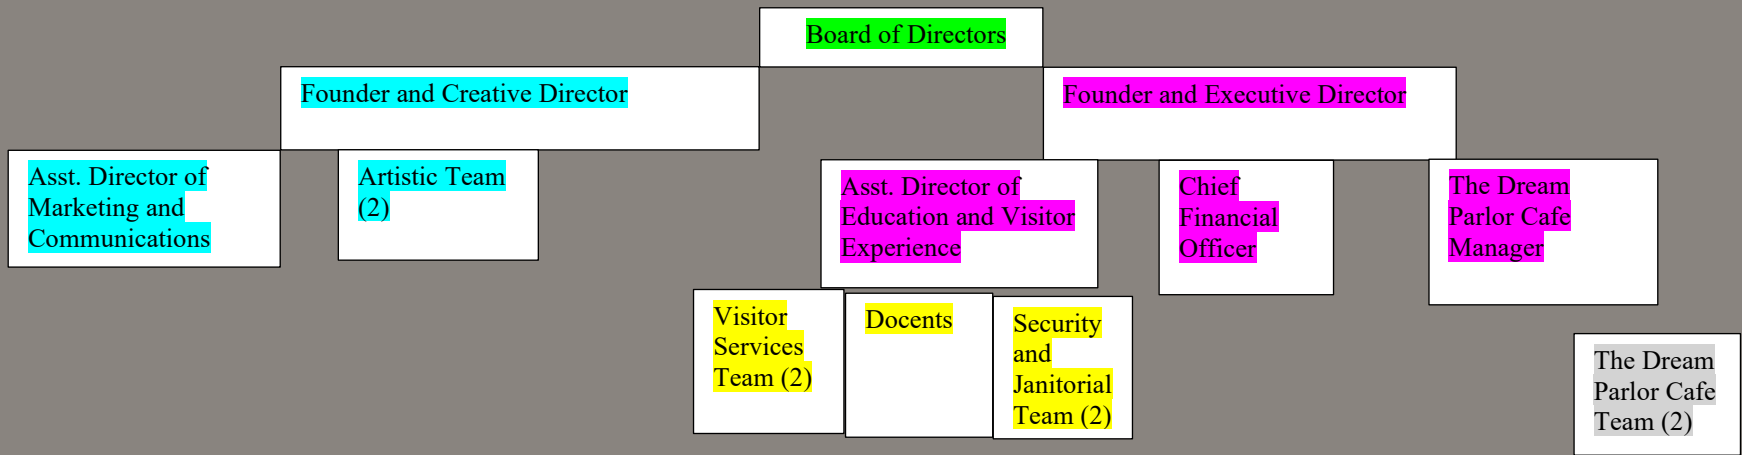 Board of Directors
Founder and Creative Director
Founder and Executive Director
Asst. Director of
Marketing and
Communications
Artistic Team
(2)
Asst. Director of
Education and Visitor
Experience
Chief
Financial
Officer
The Dream
Parlor Cafe
Manager
Visitor
Services
Team (2)
Docents
Security
and
Janitorial
Team (2)
The Dream
Parlor Cafe
Team (2)